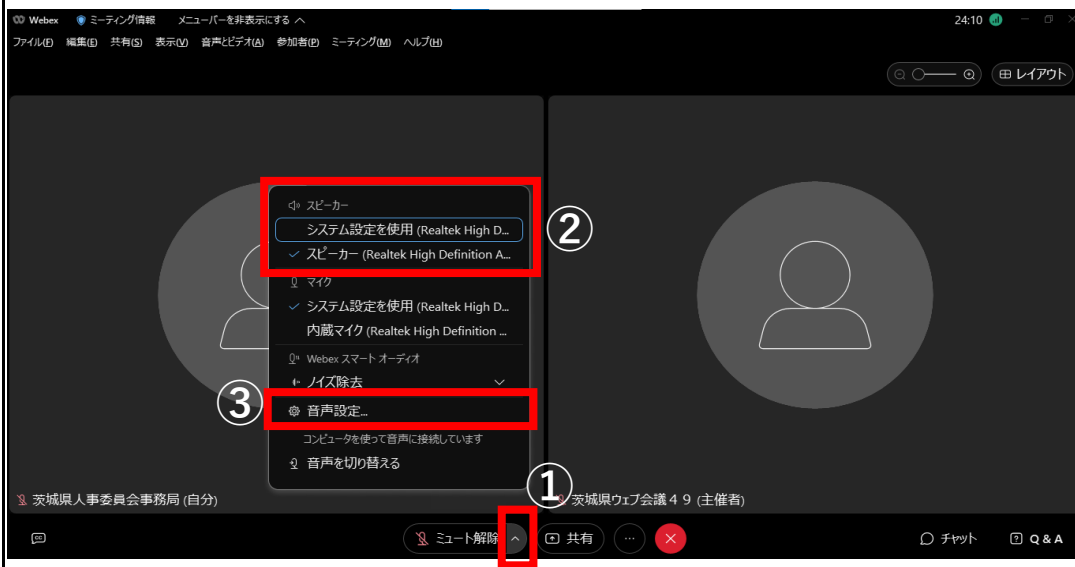 Webex ミーティング情報 メニューバーを非表示にする 24:10
ファイル(F) 編集(E) 共有(S) 表示(V) 音声とビデオ(A) 参加者(P) ミーティング(M) ヘルプ(H)
レイアウト
スピーカー
システム設定を使用 (Realtek High D...
②
スピーカー (Realtek High Definition A...
マイク
システム設定を使用 (Realtek High D...
内蔵マイク (Realtek High Definition ...
Webex スマート オーディオ
ノイズ除去
③
音声設定...
コンピュータを使って音声に接続しています
音声を切り替える
①
茨城県人事委員会事務局 (自分)
茨城県ウェブ会議49 (主催者)
CC
ミュート解除
共有
チャット
Q & A